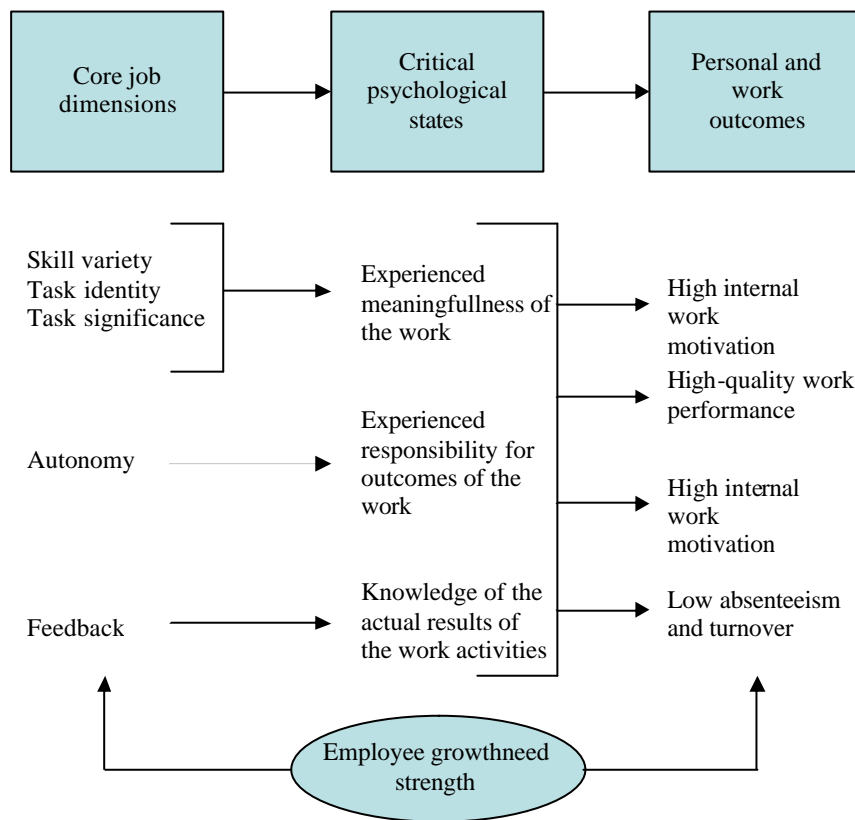 Core job
dimensions
Critical
psychological
states
Personal and
work
outcomes
Skill variety
Task identity
Task significance
Experienced
meaningfullness of
the work
High internal
work
motivation
High-quality work
performance
Autonomy
Experienced
responsibility for
outcomes of the
work
High internal
work
motivation
Feedback
Knowledge of the
actual results of
the work activities
Low absenteeism
and turnover
Employee growthneed
strength